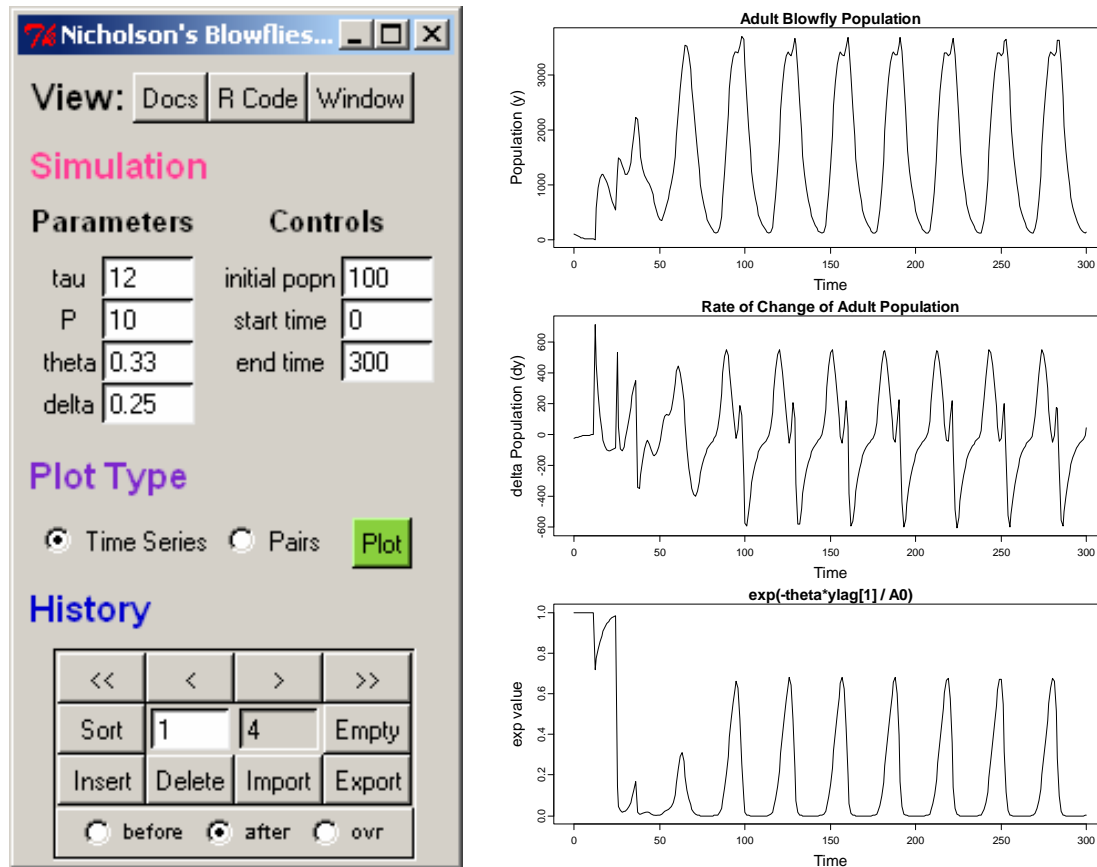 Nicholson's Blowflies...
View: Docs R Code Window
Simulation
Parameters Controls
tau 12 initial popn 100
P 10 start time 0
theta 0.33 end time 300
delta 0.25
Plot Type
Time Series Pairs Plot
History
<< < > >>
Sort 1 4 Empty
Insert Delete Import Export
before after ovr
Adult Blowfly Population
Population (y)
3000
1000
0
0 50 100 150 200 250 300
Time
Rate of Change of Adult Population
delta Population (dy)
600
400
200
0
-200
-400
-600
0 50 100 150 200 250 300
Time
exp(-theta*ylag[1] / A0)
exp value
1.0
0.8
0.6
0.4
0.2
0.0
0 50 100 150 200 250 300
Time